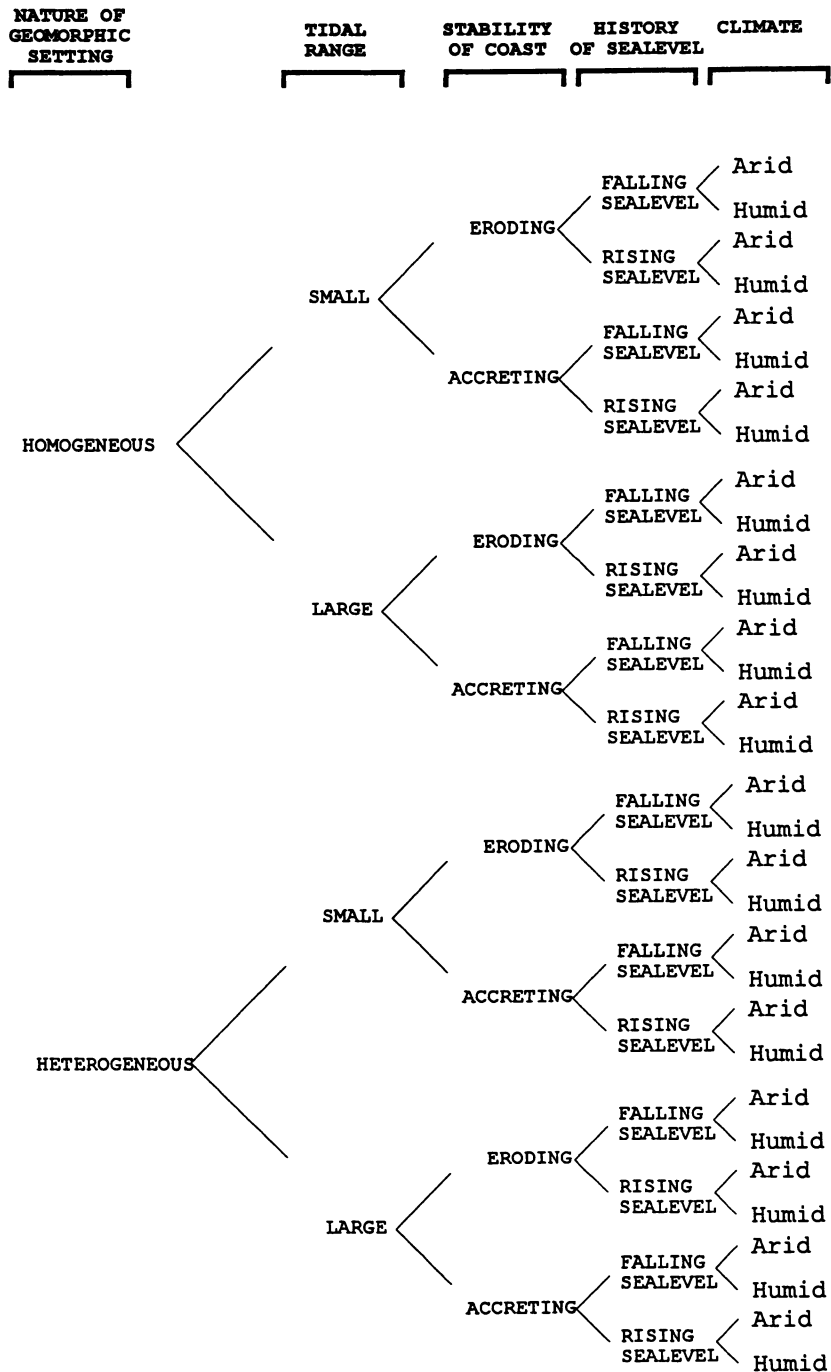 NATURE OF
GEOMORPHIC
SETTING
TIDAL
RANGE
STABILITY
OF COAST
HISTORY
OF SEALEVEL
CLIMATE
HOMOGENEOUS
SMALL
ERODING
FALLING
SEALEVEL
Arid
Humid
RISING
SEALEVEL
Arid
Humid
ACCRETING
FALLING
SEALEVEL
Arid
Humid
RISING
SEALEVEL
Arid
Humid
LARGE
ERODING
FALLING
SEALEVEL
Arid
Humid
RISING
SEALEVEL
Arid
Humid
ACCRETING
FALLING
SEALEVEL
Arid
Humid
RISING
SEALEVEL
Arid
Humid
HETEROGENEOUS
SMALL
ERODING
FALLING
SEALEVEL
Arid
Humid
RISING
SEALEVEL
Arid
Humid
ACCRETING
FALLING
SEALEVEL
Arid
Humid
RISING
SEALEVEL
Arid
Humid
LARGE
ERODING
FALLING
SEALEVEL
Arid
Humid
RISING
SEALEVEL
Arid
Humid
ACCRETING
FALLING
SEALEVEL
Arid
Humid
RISING
SEALEVEL
Arid
Humid